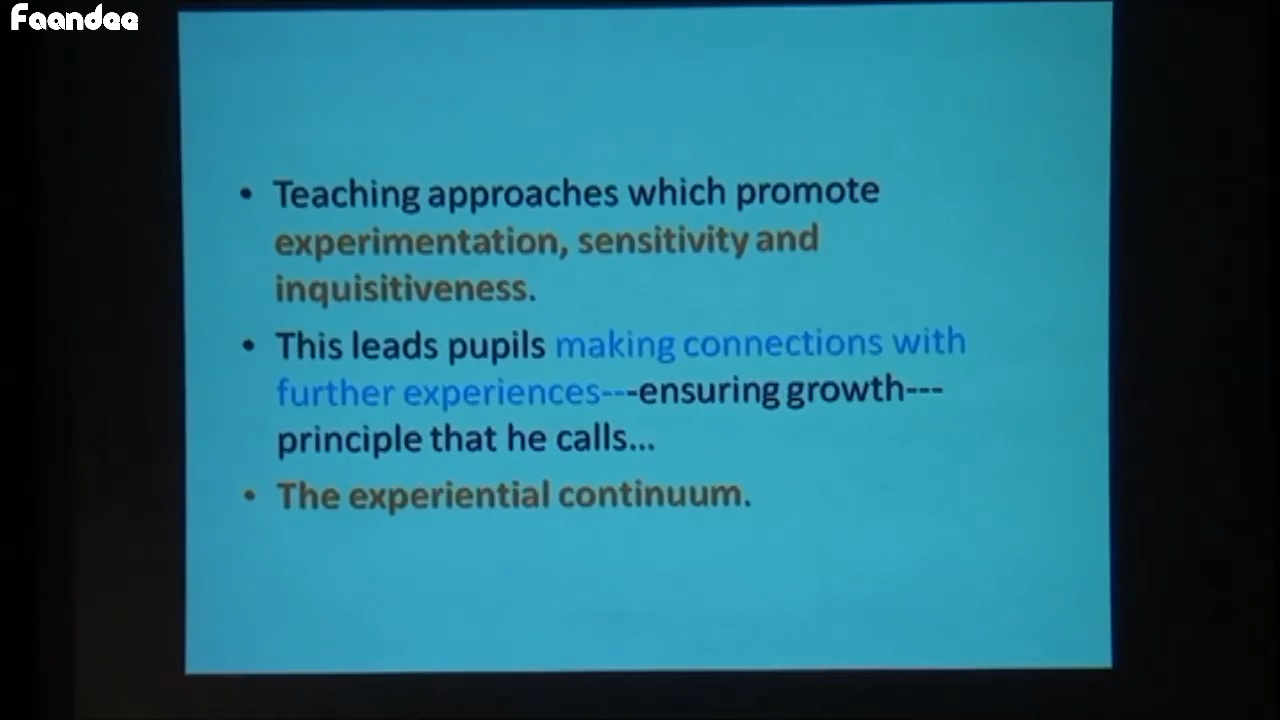 Faandee
• Teaching approaches which promote
experimentation, sensitivity and
inquisitiveness.
• This leads pupils making connections with
further experiences---ensuring growth---
principle that he calls...
• The experiential continuum.